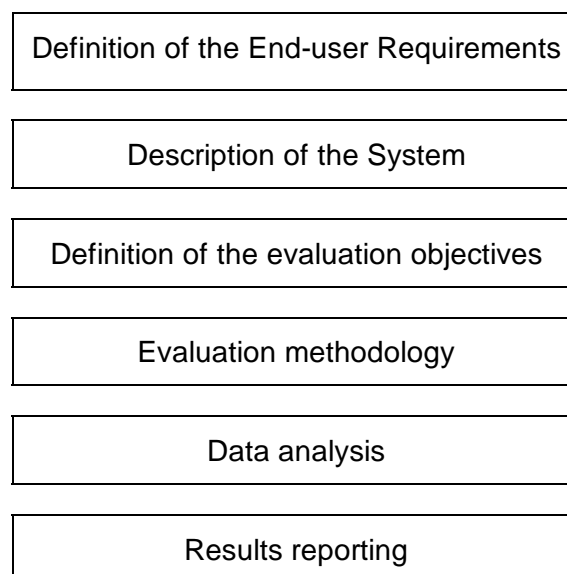 Definition of the End-user Requirements
Description of the System
Definition of the evaluation objectives
Evaluation methodology
Data analysis
Results reporting